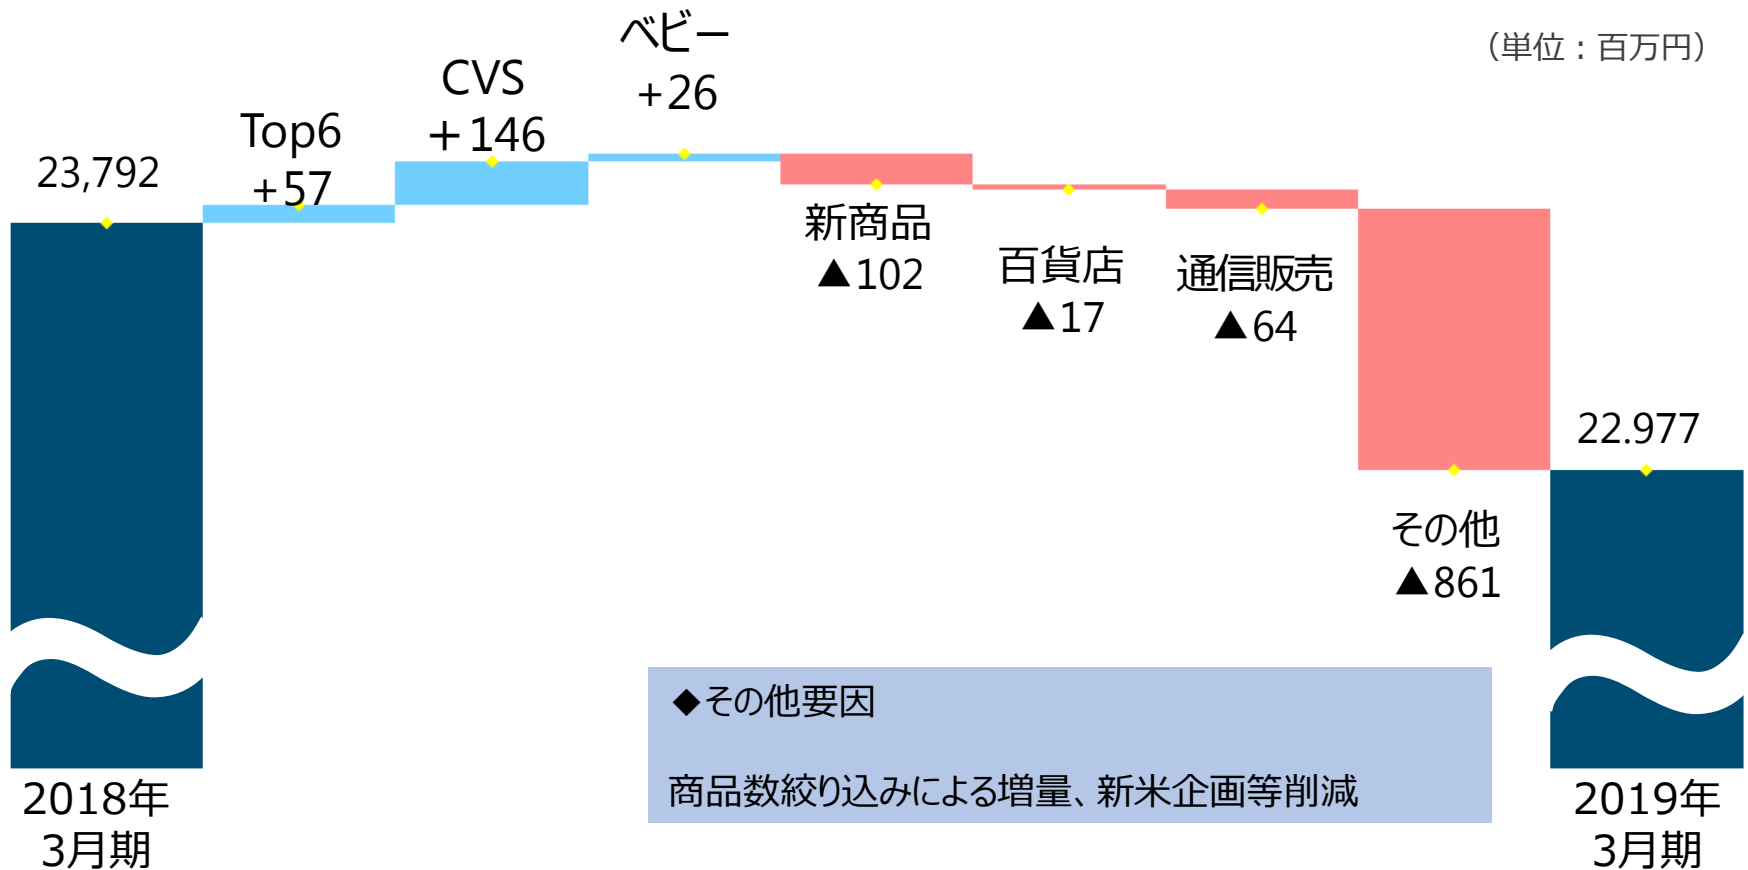 （単位：百万円）
23,792
Top6
+57
CVS
＋146
ベビー
+26
新商品
▲102
百貨店
▲17
通信販売
▲64
その他
▲861
22.977
◆その他要因
商品数絞り込みによる増量、新米企画等削減
2018年
3月期
2019年
3月期